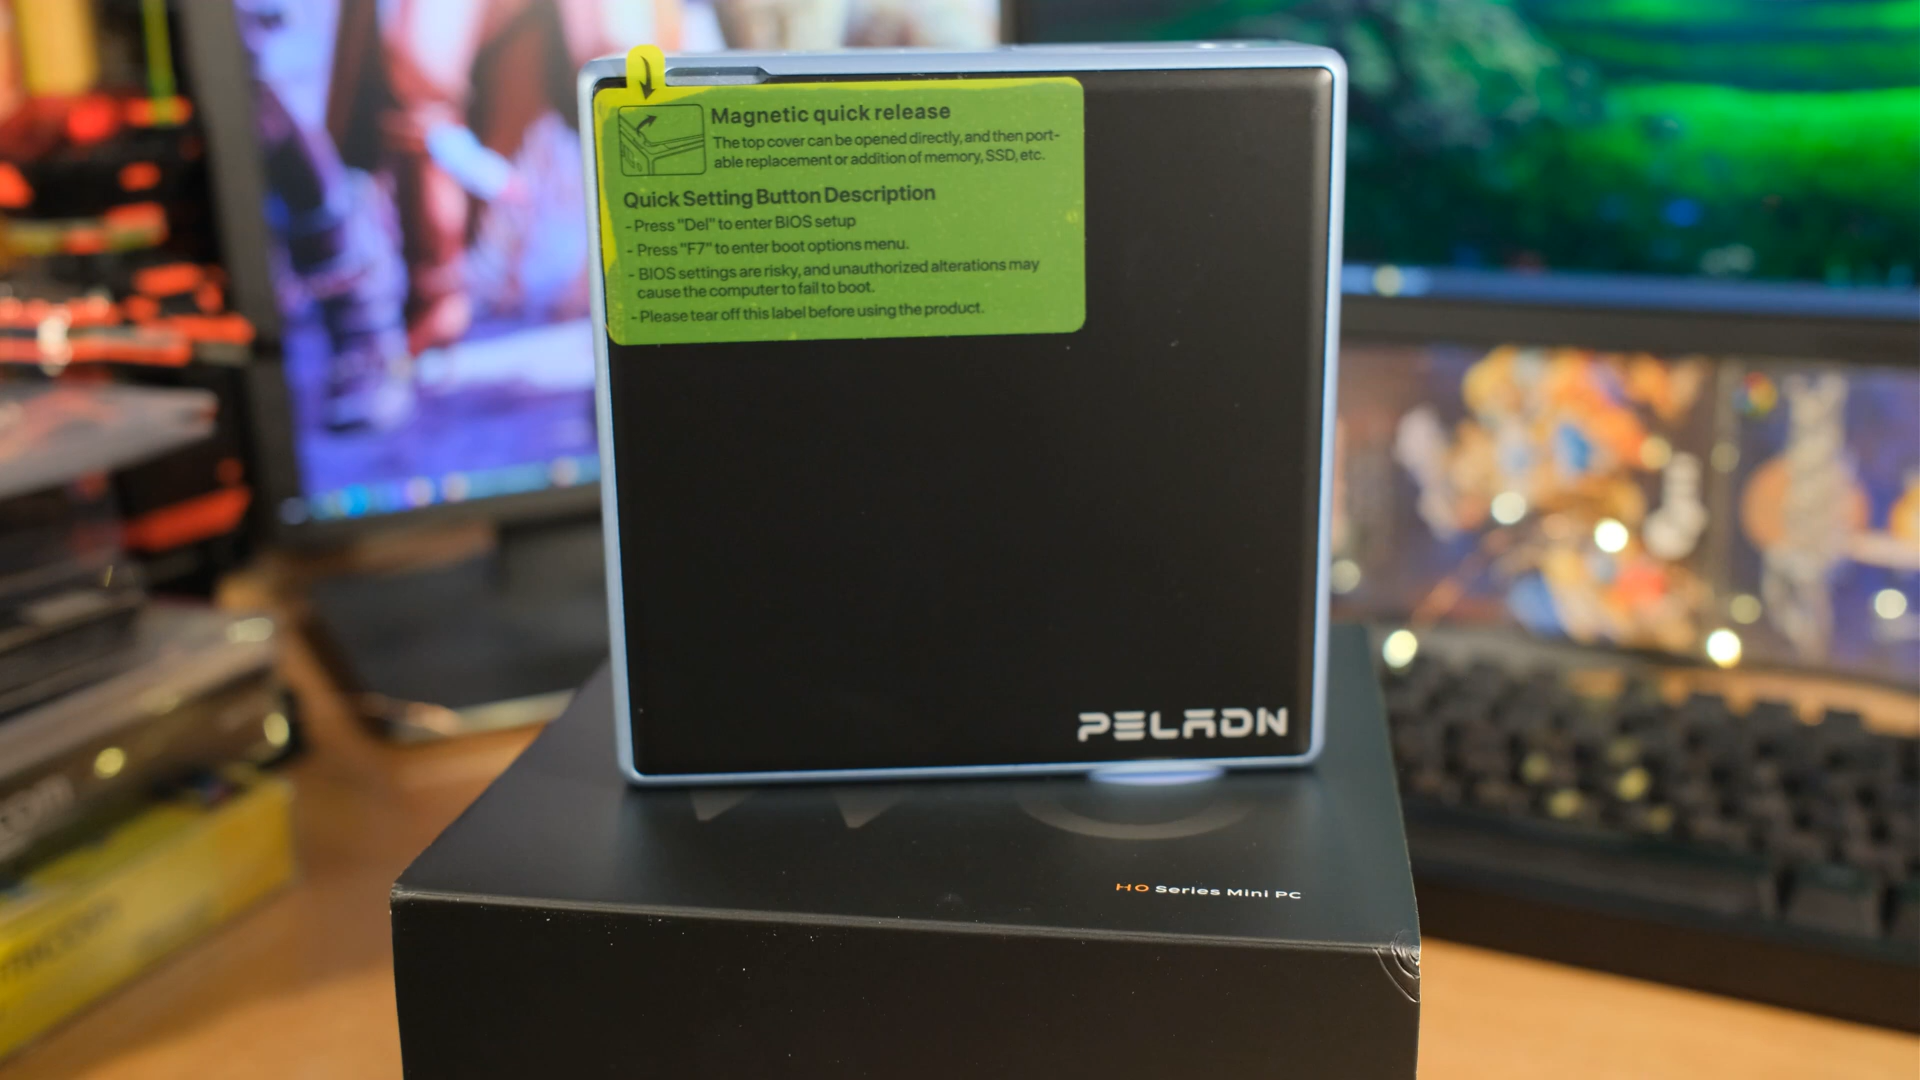 Magnetic quick release
The top cover can be opened directly, and then port-
able replacement or addition of memory, SSD, etc.
Quick Setting Button Description
- Press "Del" to enter BIOS setup
- Press "F7" to enter boot options menu.
- BIOS settings are risky, and unauthorized alterations may
cause the computer to fail to boot.
- Please tear off this label before using the product.
PELADN
HO Series Mini PC